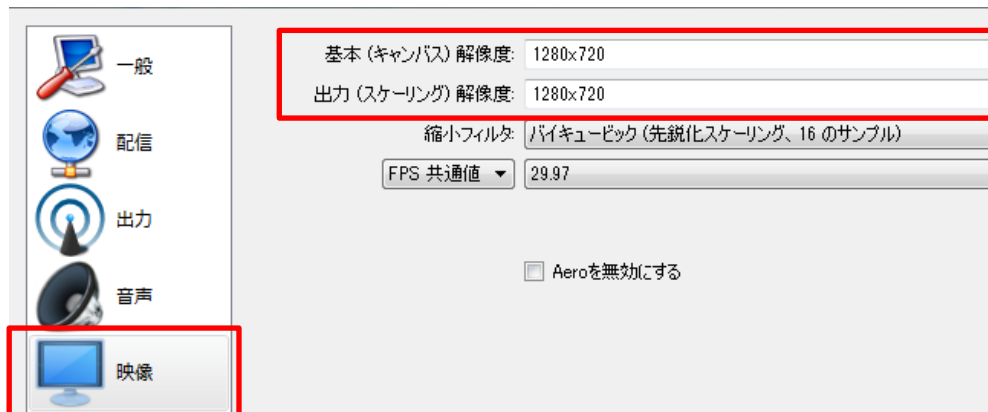 一般
配信
出力
音声
映像
基本 (キャンバス) 解像度: 1280x720
出力 (スケーリング) 解像度: 1280x720
縮小フィルタ: バイキュービック (先鋭化スケーリング、16 のサンプル)
FPS 共通値 29.97
Aeroを無効にする